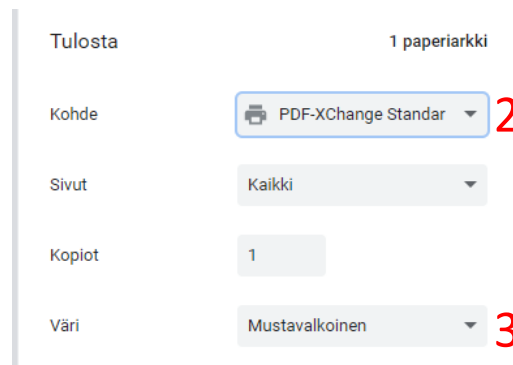 Tulosta 1 paperiarkki
Kohde PDF-XChange Standar 2
Sivut Kaikki
Kopiot 1
Väri Mustavalkoinen 3